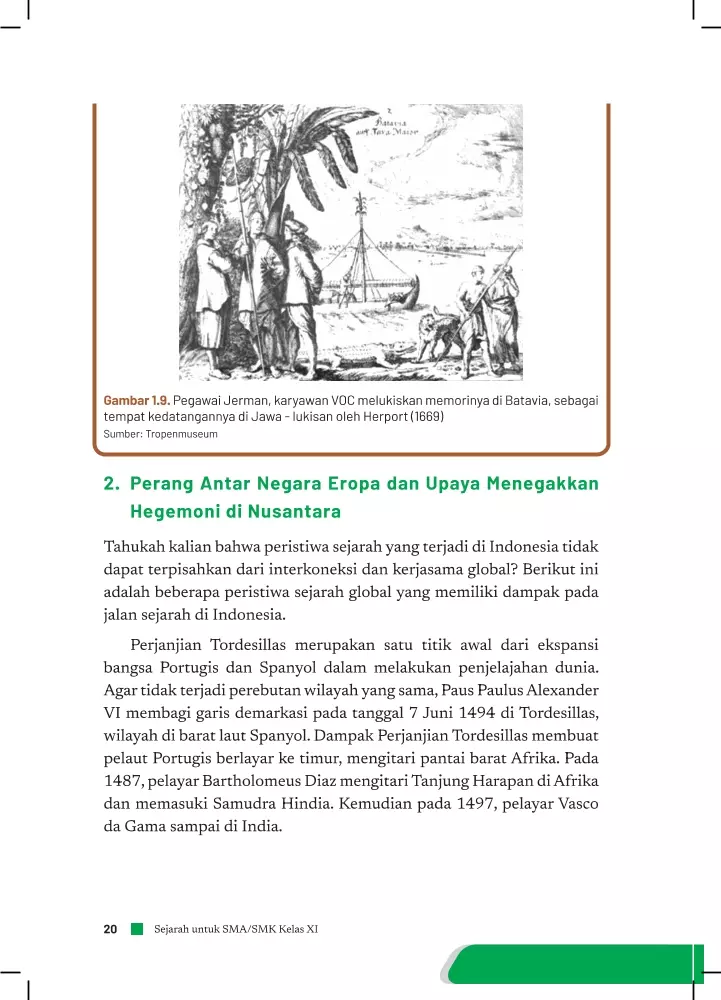 2
Batavia
auf Java Maior
Gambar 1.9. Pegawai Jerman, karyawan VOC melukiskan memorinya di Batavia, sebagai
tempat kedatangannya di Jawa - lukisan oleh Herport (1669)
Sumber: Tropenmuseum
2. Perang Antar Negara Eropa dan Upaya Menegakkan
Hegemoni di Nusantara
Tahukah kalian bahwa peristiwa sejarah yang terjadi di Indonesia tidak
dapat terpisahkan dari interkoneksi dan kerjasama global? Berikut ini
adalah beberapa peristiwa sejarah global yang memiliki dampak pada
jalan sejarah di Indonesia.
Perjanjian Tordesillas merupakan satu titik awal dari ekspansi
bangsa Portugis dan Spanyol dalam melakukan penjelajahan dunia.
Agar tidak terjadi perebutan wilayah yang sama, Paus Paulus Alexander
VI membagi garis demarkasi pada tanggal 7 Juni 1494 di Tordesillas,
wilayah di barat laut Spanyol. Dampak Perjanjian Tordesillas membuat
pelaut Portugis berlayar ke timur, mengitari pantai barat Afrika. Pada
1487, pelayar Bartholomeus Diaz mengitari Tanjung Harapan di Afrika
dan memasuki Samudra Hindia. Kemudian pada 1497, pelayar Vasco
da Gama sampai di India.
20
Sejarah untuk SMA/SMK Kelas XI